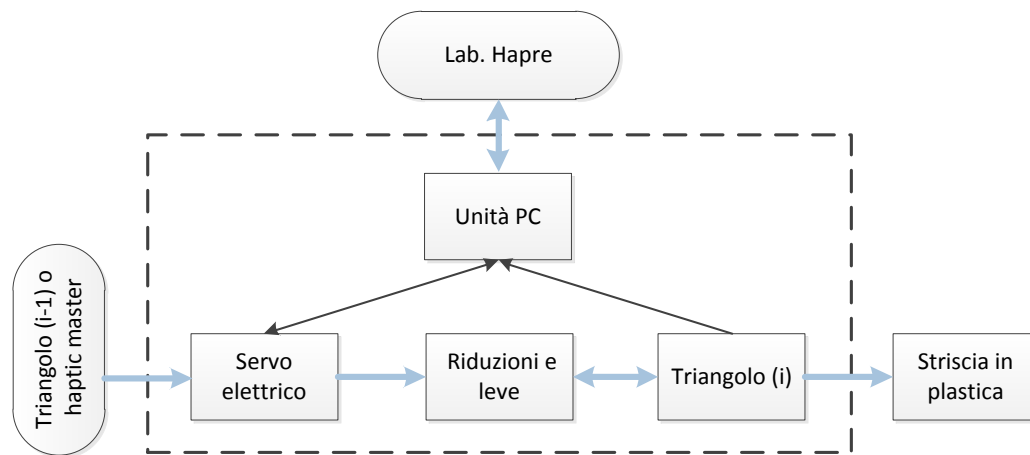 Lab. Hapre
Unità PC
Triangolo (i-1) o
haptic master
Servo
elettrico
Riduzioni e
leve
Triangolo (i)
Striscia in
plastica